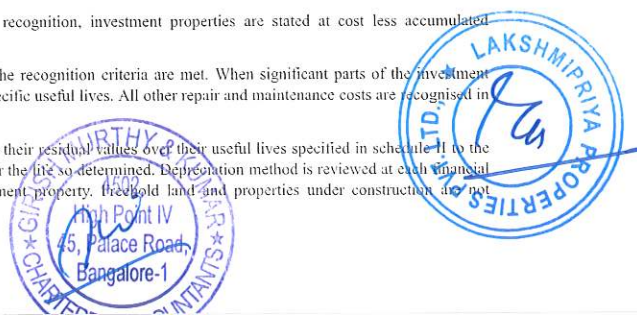 recognition, investment properties are stated at cost less accumulated
he recognition criteria are met. When significant parts of the investment
ecific useful lives. All other repair and maintenance costs are recognised in
their residual values over their useful lives specified in schedule II to the
r the life so determined. Depreciation method is reviewed at each financial
ment property. Freehold land and properties under construction are not
LAKSHMIPRIYA PROPERTIES PVT. LTD., ★
MURTHY & KUMAR ★ CHARTERED ACCOUNTANTS ★
502
High Point IV
45, Palace Road,
Bangalore-1